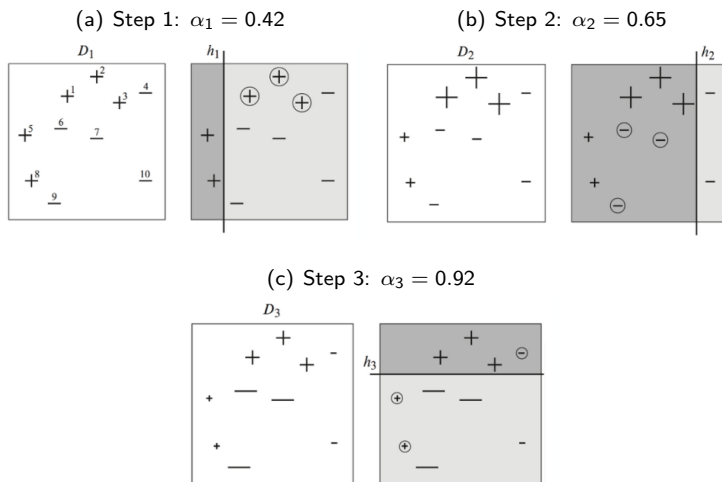 (a) Step 1: α₁ = 0.42
(b) Step 2: α₂ = 0.65
D₁
h₁
D₂
h₂
2
1
3
4
5
6
7
8
9
10
(c) Step 3: α₃ = 0.92
D₃
h₃